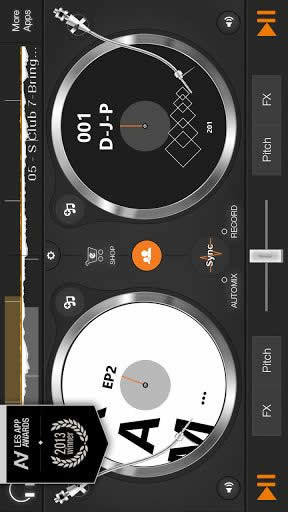 More
Apps
05 - S Club 7-Bring...
001
D-J-P
201
FX
Pitch
SHOP
Sync
RECORD
AUTOMIX
EP2
A
M
...
Pitch
FX
LES APP
AWARDS
2013
winner